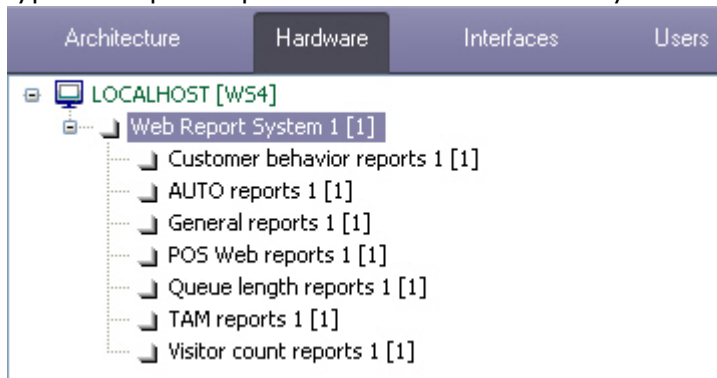 Architecture Hardware Interfaces Users
LOCALHOST [WS4]
Web Report System 1 [1]
Customer behavior reports 1 [1]
AUTO reports 1 [1]
General reports 1 [1]
POS Web reports 1 [1]
Queue length reports 1 [1]
TAM reports 1 [1]
Visitor count reports 1 [1]